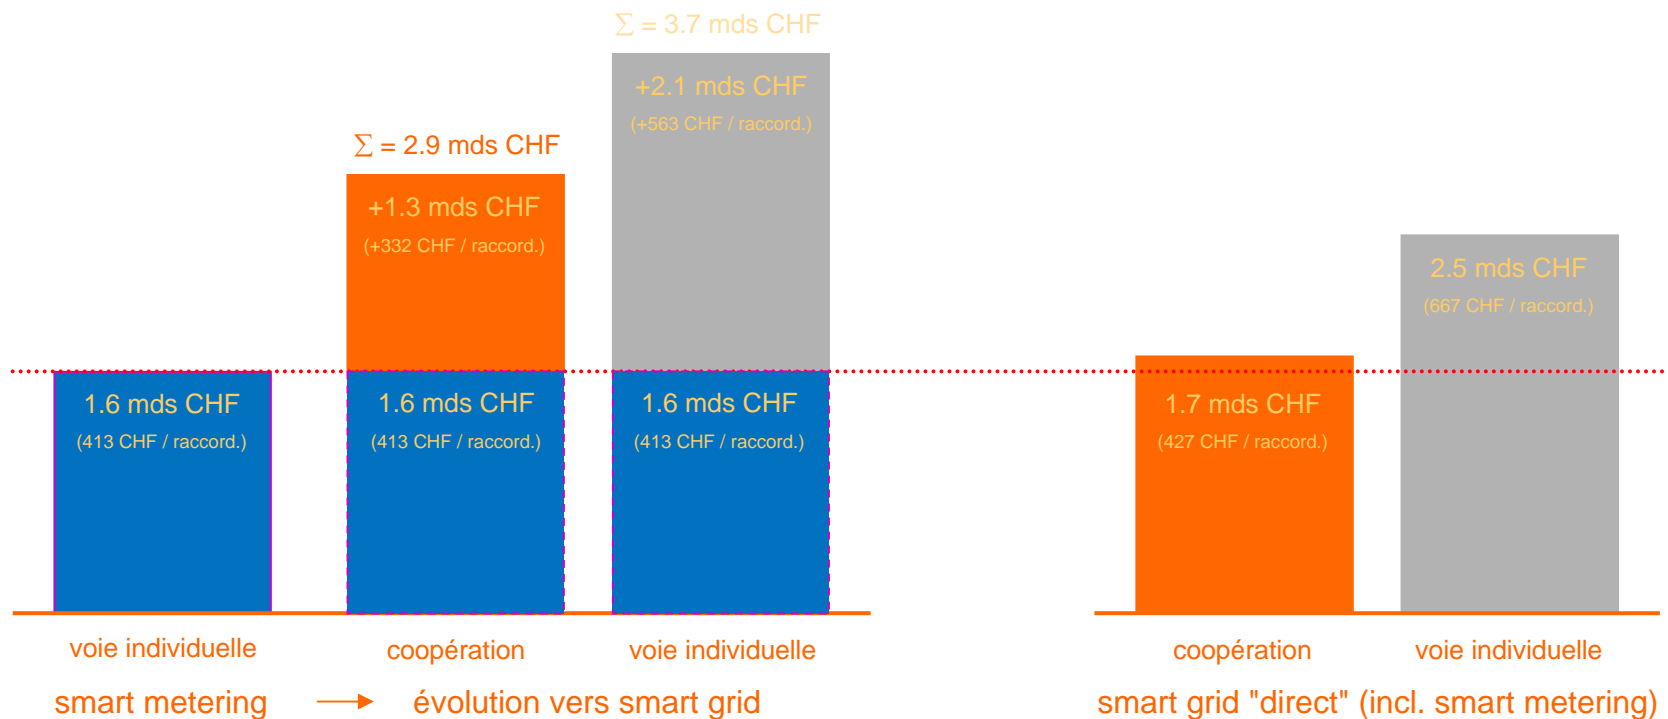 ∑ = 3.7 mds CHF
+2.1 mds CHF
(+563 CHF / raccord.)
∑ = 2.9 mds CHF
+1.3 mds CHF
(+332 CHF / raccord.)
2.5 mds CHF
(667 CHF / raccord.)
1.6 mds CHF
(413 CHF / raccord.)
1.6 mds CHF
(413 CHF / raccord.)
1.6 mds CHF
(413 CHF / raccord.)
1.7 mds CHF
(427 CHF / raccord.)
voie individuelle
coopération
voie individuelle
coopération
voie individuelle
smart metering → évolution vers smart grid
smart grid "direct" (incl. smart metering)